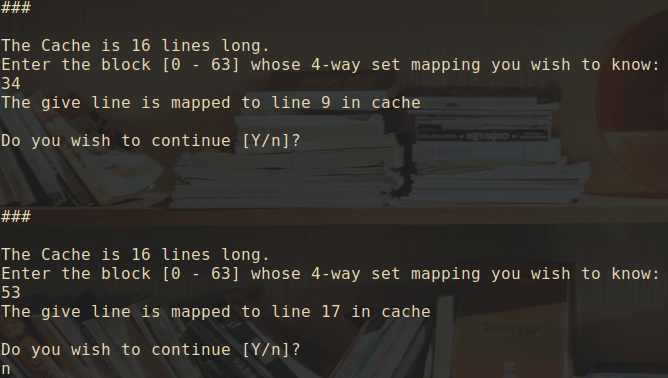 ###
The Cache is 16 lines long.
Enter the block [0 - 63] whose 4-way set mapping you wish to know:
34
The give line is mapped to line 9 in cache
Do you wish to continue [Y/n]?
###
The Cache is 16 lines long.
Enter the block [0 - 63] whose 4-way set mapping you wish to know:
53
The give line is mapped to line 17 in cache
TOÁN TẬP
Do you wish to continue [Y/n]?
n